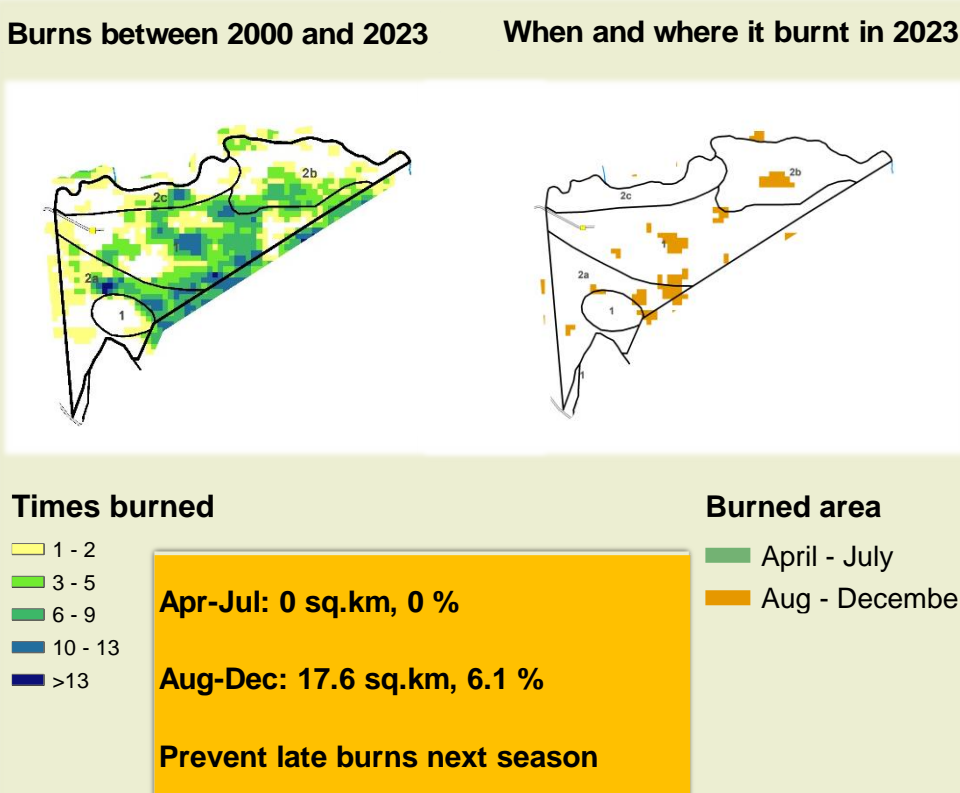 Burns between 2000 and 2023
When and where it burnt in 2023
2b
2c
1
2a
1
2b
2c
1
2a
1
1
Times burned
1 - 2
3 - 5
6 - 9
10 - 13
>13
Apr-Jul: 0 sq.km, 0 %
Aug-Dec: 17.6 sq.km, 6.1 %
Prevent late burns next season
Burned area
April - July
Aug - Decembe